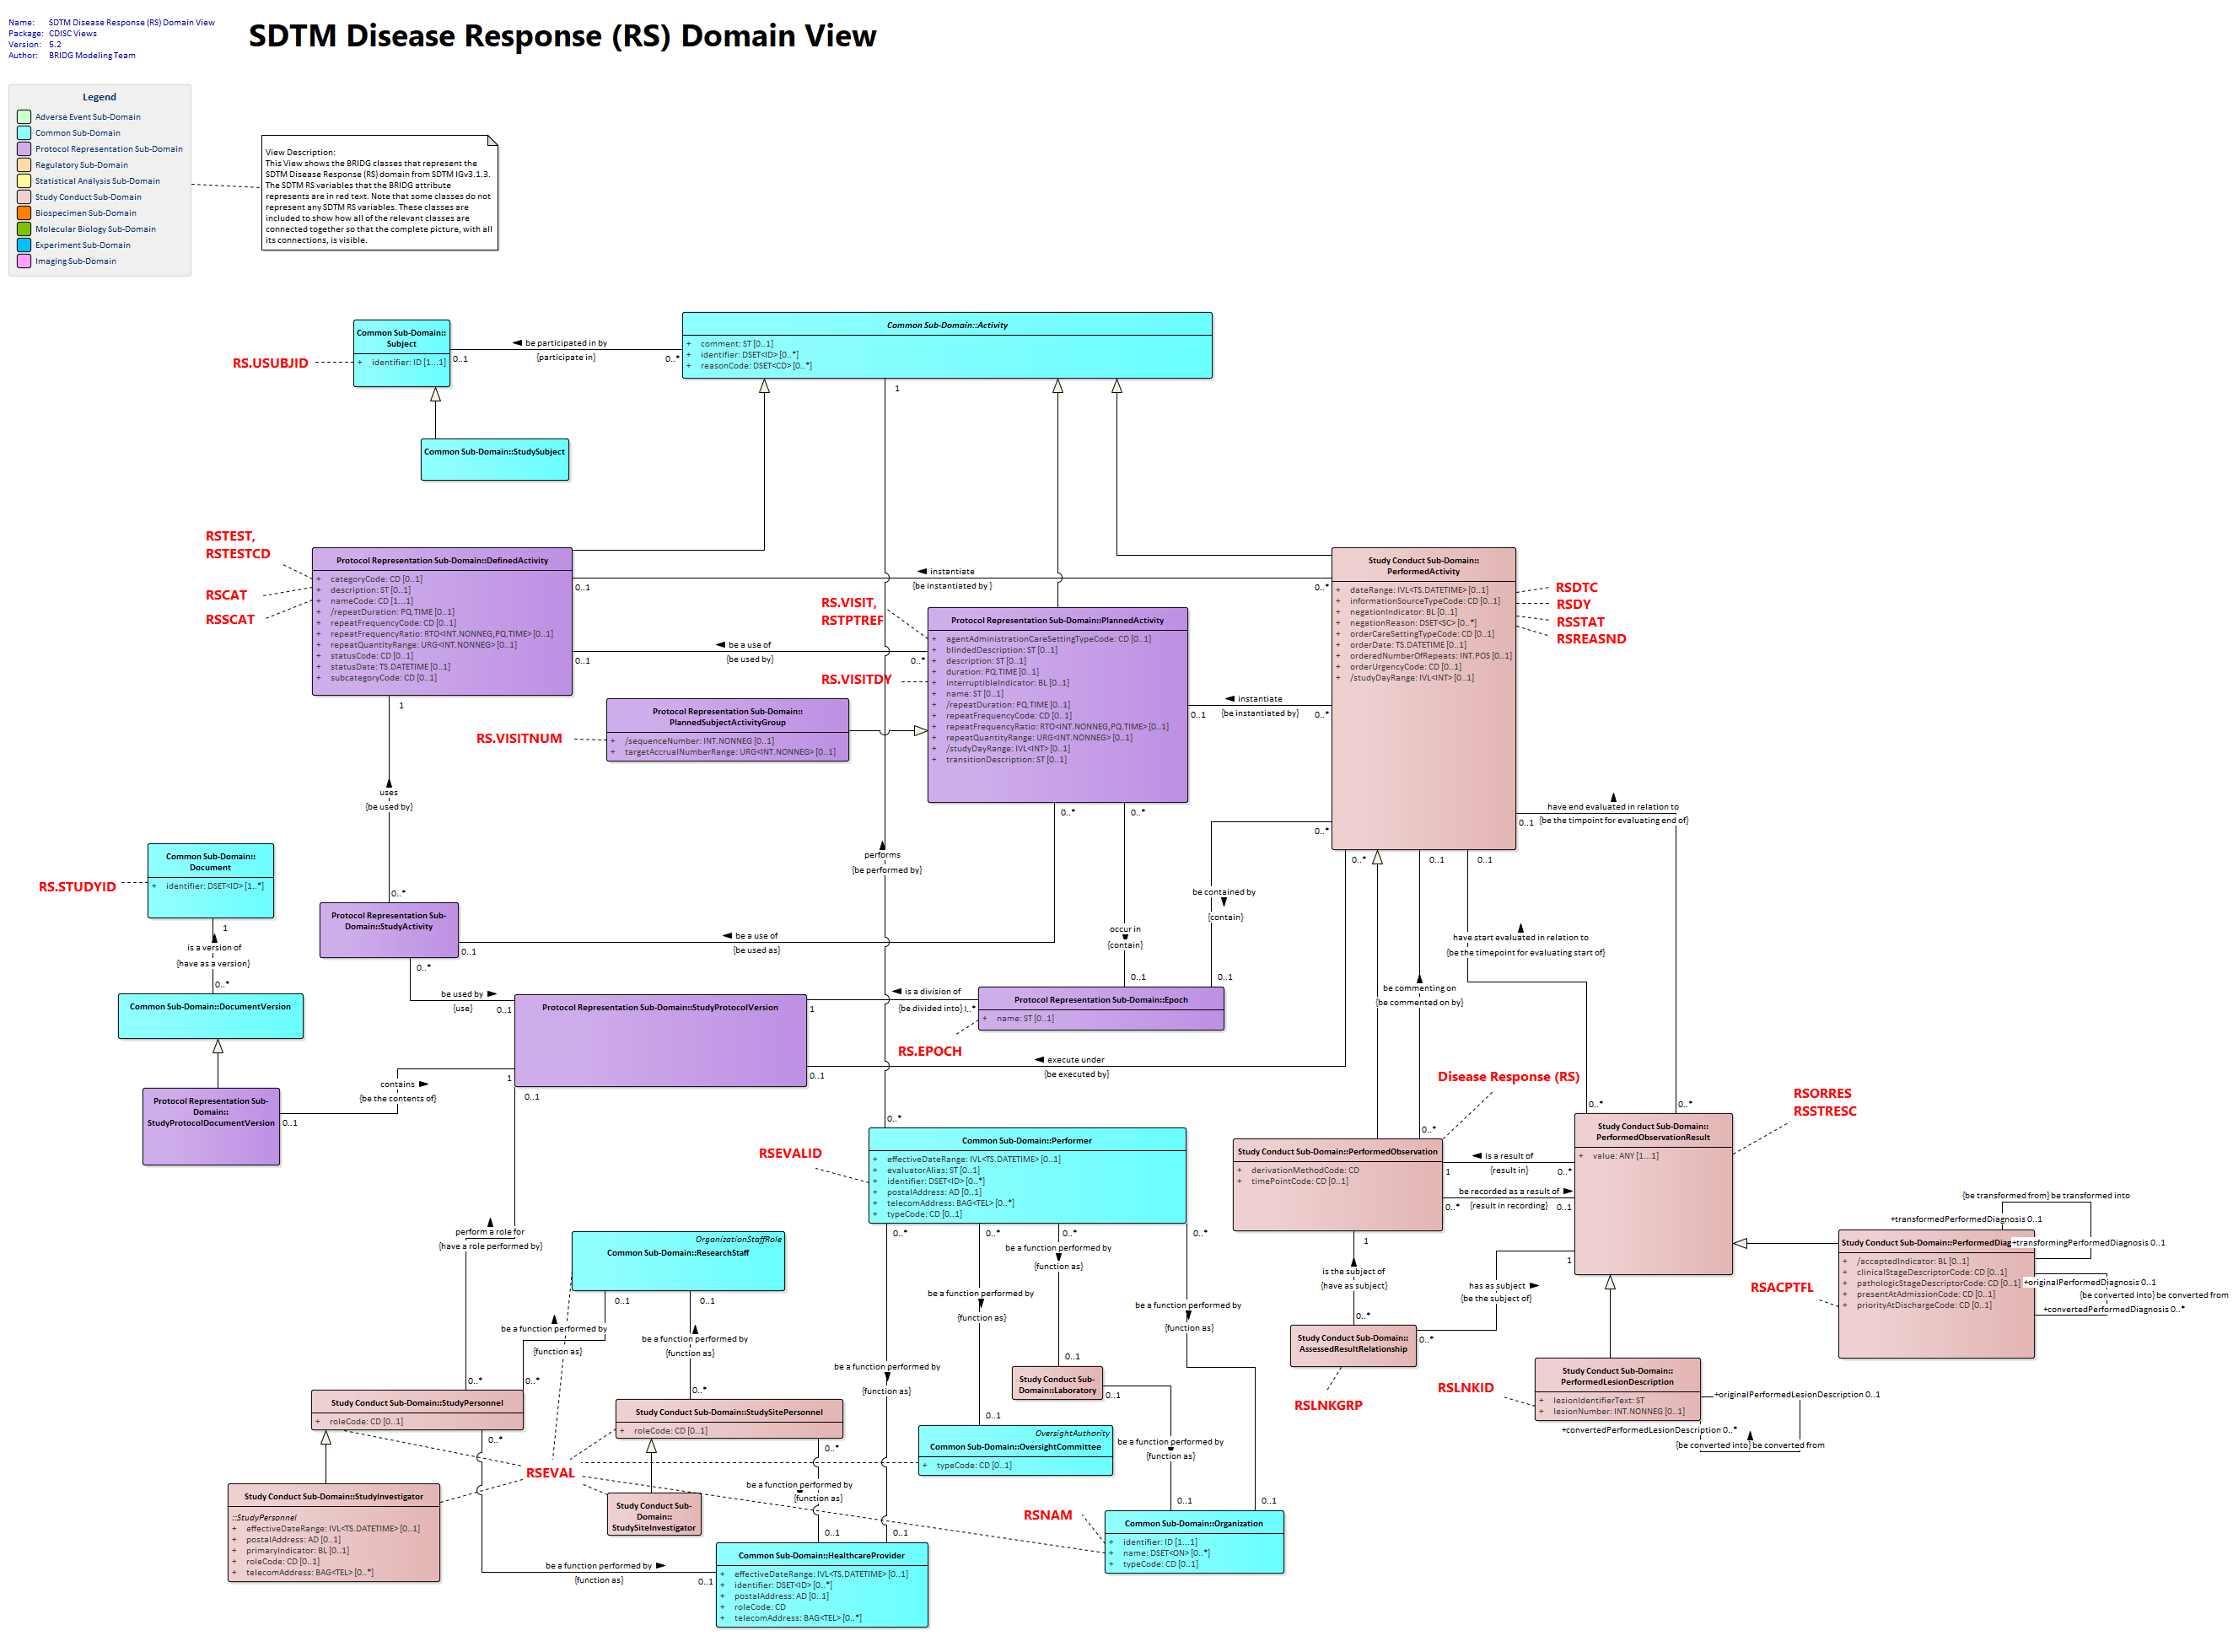 Name: SDTM Disease Response (RS) Domain View
Package: CDISC Views
Version: 5.2
Author: BRIDG Modeling Team
SDTM Disease Response (RS) Domain View
Legend
Adverse Event Sub-Domain
Common Sub-Domain
Protocol Representation Sub-Domain
Regulatory Sub-Domain
Statistical Analysis Sub-Domain
Study Conduct Sub-Domain
Biospecimen Sub-Domain
Molecular Biology Sub-Domain
Experiment Sub-Domain
Imaging Sub-Domain
View Description:
This View shows the BRIDG classes that represent the
SDTM Disease Response (RS) domain from SDTM IGv3.1.3.
The SDTM RS variables that the BRIDG attribute
represents are in red text. Note that some classes do not
represent any SDTM RS variables. These classes are
included to show how all of the relevant classes are
connected together so that the complete picture, with all
its connections, is visible.
Common Sub-Domain::
Subject
+ identifier: ID [1...1]
RS.USUBJID
0..1
◄ be participated in by
{participate in}
0..*
Common Sub-Domain::Activity
+ comment: ST [0..1]
+ identifier: DSET<ID> [0..*]
+ reasonCode: DSET<CD> [0..*]
1
Common Sub-Domain::StudySubject
RSTEST,
RSTESTCD
RSCAT
RSSCAT
Protocol Representation Sub-Domain::DefinedActivity
+ categoryCode: CD [0..1]
+ description: ST [0..1]
+ nameCode: CD [1...1]
+ /repeatDuration: PQ.TIME [0..1]
+ repeatFrequencyCode: CD [0..1]
+ repeatFrequencyRatio: RTO<INT.NONNEG,PQ.TIME> [0..1]
+ repeatQuantityRange: URG<INT.NONNEG> [0..1]
+ statusCode: CD [0..1]
+ statusDate: TS.DATETIME [0..1]
+ subcategoryCode: CD [0..1]
0..1
◄ instantiate
{be instantiated by }
0..*
0..1
◄ be a use of
{be used by}
0..*
RS.VISIT,
RSTPTREF
RS.VISITDY
Protocol Representation Sub-Domain::PlannedActivity
+ agentAdministrationCareSettingTypeCode: CD [0..1]
+ blindedDescription: ST [0..1]
+ description: ST [0..1]
+ duration: PQ.TIME [0..1]
+ interruptibleIndicator: BL [0..1]
+ name: ST [0..1]
+ /repeatDuration: PQ.TIME [0..1]
+ repeatFrequencyCode: CD [0..1]
+ repeatFrequencyRatio: RTO<INT.NONNEG,PQ.TIME> [0..1]
+ repeatQuantityRange: URG<INT.NONNEG> [0..1]
+ /studyDayRange: IVL<INT> [0..1]
+ transitionDescription: ST [0..1]
Study Conduct Sub-Domain::
PerformedActivity
+ dateRange: IVL<TS.DATETIME> [0..1]
+ informationSourceTypeCode: CD [0..1]
+ negationIndicator: BL [0..1]
+ negationReason: DSET<SC> [0..*]
+ orderCareSettingTypeCode: CD [0..1]
+ orderDate: TS.DATETIME [0..1]
+ orderedNumberOfRepeats: INT.POS [0..1]
+ orderUrgencyCode: CD [0..1]
+ /studyDayRange: IVL<INT> [0..1]
RSDTC
RSDY
RSSTAT
RSREASND
RS.VISITNUM
Protocol Representation Sub-Domain::
PlannedSubjectActivityGroup
+ /sequenceNumber: INT.NONNEG [0..1]
+ targetAccrualNumberRange: URG<INT.NONNEG> [0..1]
0..1
◄ instantiate
{be instantiated by}
0..*
1
▲
uses
{be used by}
0..*
▲
performs
{be performed by}
0..*
0..*
0..*
occur in
▼
{contain}
0..1
0..*
be contained by
▼
{contain}
0..1
0..1
▲
have end evaluated in relation to
{be the timpoint for evaluating end of}
0..*
0..*
0..1
0..1
▲
have start evaluated in relation to
{be the timepoint for evaluating start of}
0..*
▲
be commenting on
{be commented on by}
0..*
RS.STUDYID
Common Sub-Domain::
Document
+ identifier: DSET<ID> [1..*]
1
▲
is a version of
{have as a version}
0..*
Common Sub-Domain::DocumentVersion
Protocol Representation Sub-
Domain::StudyActivity
0..1
◄ be a use of
{be used as}
0..*
be used by ►
{use}
0..1
Protocol Representation Sub-Domain::StudyProtocolVersion
1
◄ is a division of
{be divided into}
..*
Protocol Representation Sub-Domain::Epoch
+ name: ST [0..1]
RS.EPOCH
0..1
◄ execute under
{be executed by}
Protocol Representation Sub-
Domain::
StudyProtocolDocumentVersion
0..1
contains ►
{be the contents of}
1
0..1
▲
perform a role for
{have a role performed by}
0..*
RSEVALID
Common Sub-Domain::Performer
+ effectiveDateRange: IVL<TS.DATETIME> [0..1]
+ evaluatorAlias: ST [0..1]
+ identifier: DSET<ID> [0..*]
+ postalAddress: AD [0..1]
+ telecomAddress: BAG<TEL> [0..*]
+ typeCode: CD [0..1]
Disease Response (RS)
Study Conduct Sub-Domain::PerformedObservation
+ derivationMethodCode: CD
+ timePointCode: CD [0..1]
1
◄ is a result of
{result in}
0..*
be recorded as a result of ►
0..*
{result in recording}
0..1
Study Conduct Sub-Domain::
PerformedObservationResult
+ value: ANY [1...1]
RSORRES
RSSTRESC
{be transformed from} be transformed into
+transformedPerformedDiagnosis 0..1
+transformingPerformedDiagnosis 0..1
Study Conduct Sub-Domain::PerformedDiag
+ /acceptedIndicator: BL [0..1]
+ clinicalStageDescriptorCode: CD [0..1]
+ pathologicStageDescriptorCode: CD [0..1]
+ presentAtAdmissionCode: CD [0..1]
+ priorityAtDischargeCode: CD [0..1]
+originalPerformedDiagnosis 0..1
{be converted into} be converted from
+convertedPerformedDiagnosis 0..*
RSACPTFL
1
▲
is the subject of
{have as subject}
0..*
Study Conduct Sub-Domain::
AssessedResultRelationship
0..*
has as subject ►
{be the subject of}
1
RSLNKGRP
RSLNKID
Study Conduct Sub-Domain::
PerformedLesionDescription
+ lesionIdentifierText: ST
+ lesionNumber: INT.NONNEG [0..1]
+originalPerformedLesionDescription 0..1
+convertedPerformedLesionDescription 0..*
▲
{be converted into} be converted from
OrganizationStaffRole
Common Sub-Domain::ResearchStaff
0..1
0..1
▲
be a function performed by
{function as}
0..*
▲
be a function performed by
{function as}
0..*
0..*
0..*
0..*
0..*
be a function performed by
▼
{function as}
0..1
be a function performed by
▼
{function as}
0..1
be a function performed by
▼
{function as}
0..1
be a function performed by
▼
{function as}
0..1
Study Conduct Sub-
Domain::Laboratory
0..1
be a function performed by
▼
{function as}
0..1
Study Conduct Sub-Domain::StudyPersonnel
+ roleCode: CD [0..1]
0..*
Study Conduct Sub-Domain::StudySitePersonnel
+ roleCode: CD [0..1]
0..*
be a function performed by
{function as}
0..1
OversightAuthority
Common Sub-Domain::OversightCommittee
+ typeCode: CD [0..1]
RSEVAL
Study Conduct Sub-Domain::StudyInvestigator
::StudyPersonnel
+ effectiveDateRange: IVL<TS.DATETIME> [0..1]
+ postalAddress: AD [0..1]
+ primaryIndicator: BL [0..1]
+ roleCode: CD [0..1]
+ telecomAddress: BAG<TEL> [0..*]
Study Conduct Sub-
Domain::
StudySiteInvestigator
RSNAM
Common Sub-Domain::Organization
+ identifier: ID [1...1]
+ name: DSET<ON> [0..*]
+ typeCode: CD [0..1]
be a function performed by ►
{function as}
0..1
Common Sub-Domain::HealthcareProvider
+ effectiveDateRange: IVL<TS.DATETIME> [0..1]
+ identifier: DSET<ID> [0..*]
+ postalAddress: AD [0..1]
+ roleCode: CD
+ telecomAddress: BAG<TEL> [0..*]